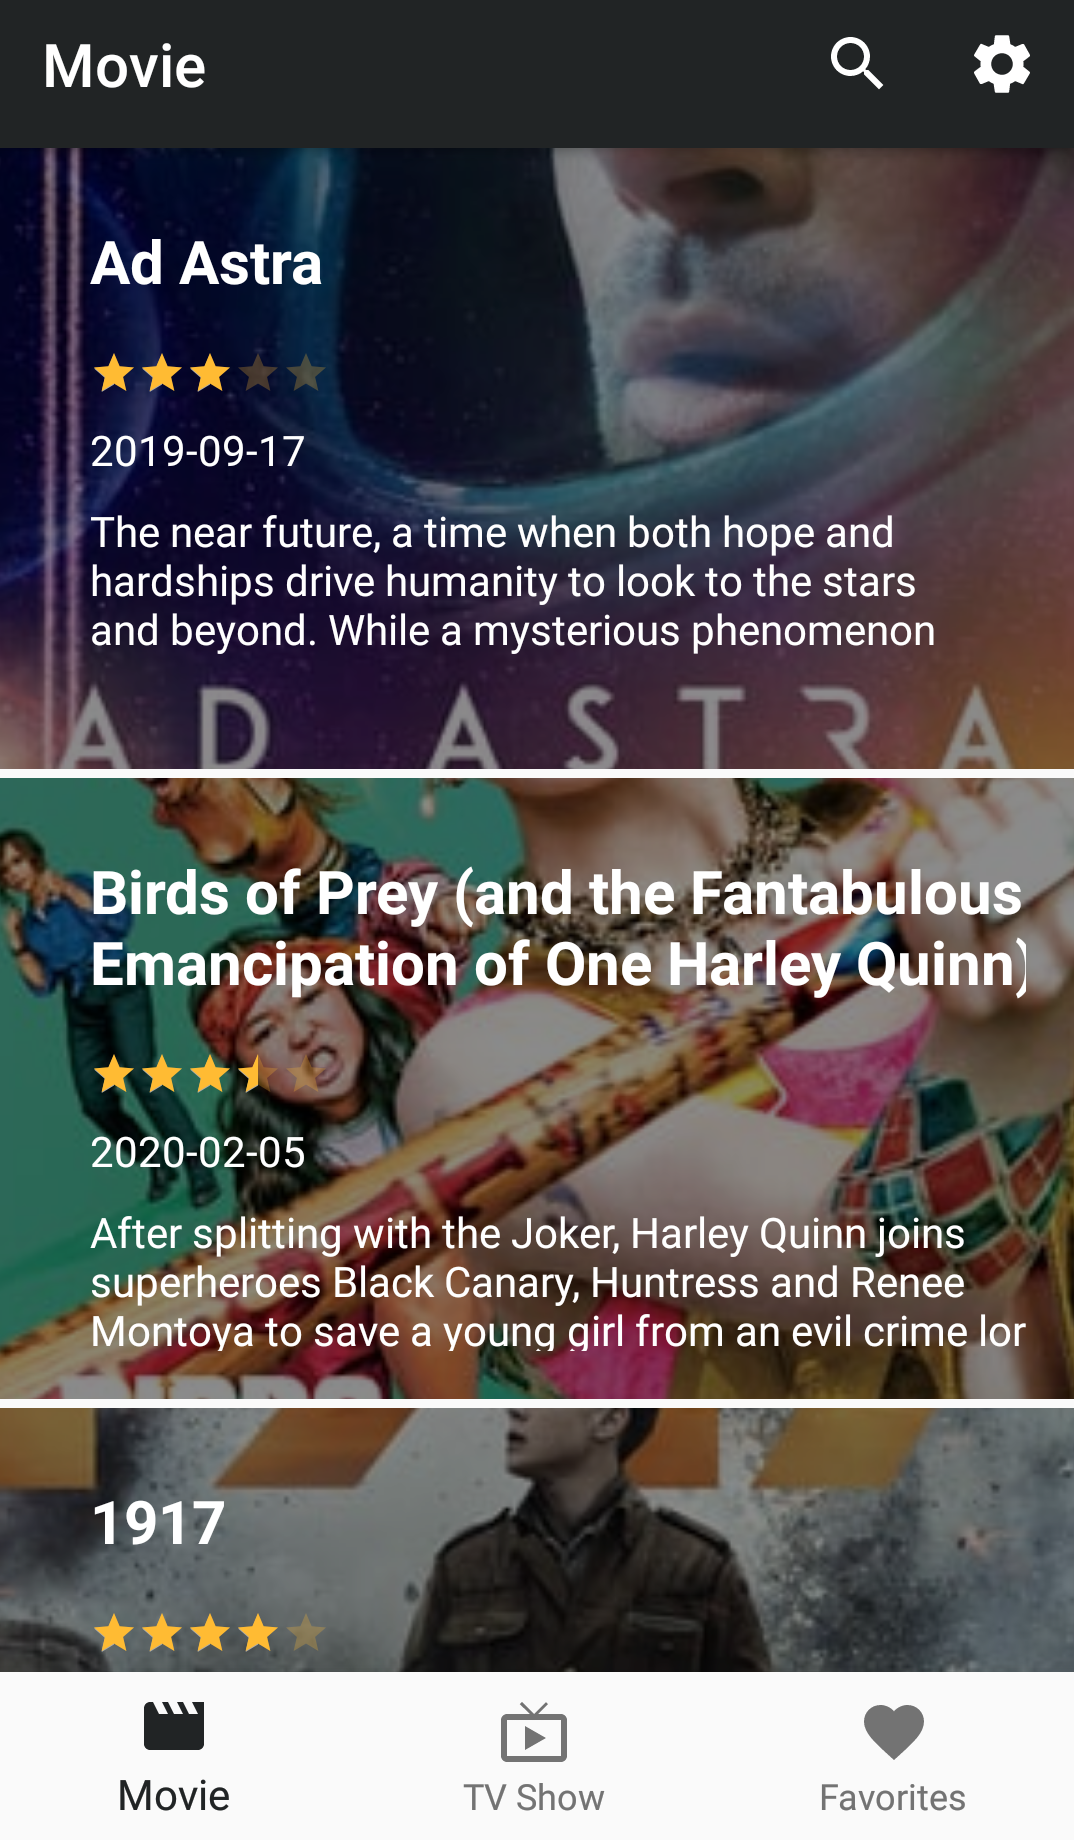 Movie
Ad Astra
2019-09-17
The near future, a time when both hope and
hardships drive humanity to look to the stars
and beyond. While a mysterious phenomenon
AD ASTRA
Birds of Prey (and the Fantabulous
Emancipation of One Harley Quinn)
2020-02-05
After splitting with the Joker, Harley Quinn joins
superheroes Black Canary, Huntress and Renee
Montoya to save a young girl from an evil crime lor
1917
Movie
TV Show
Favorites